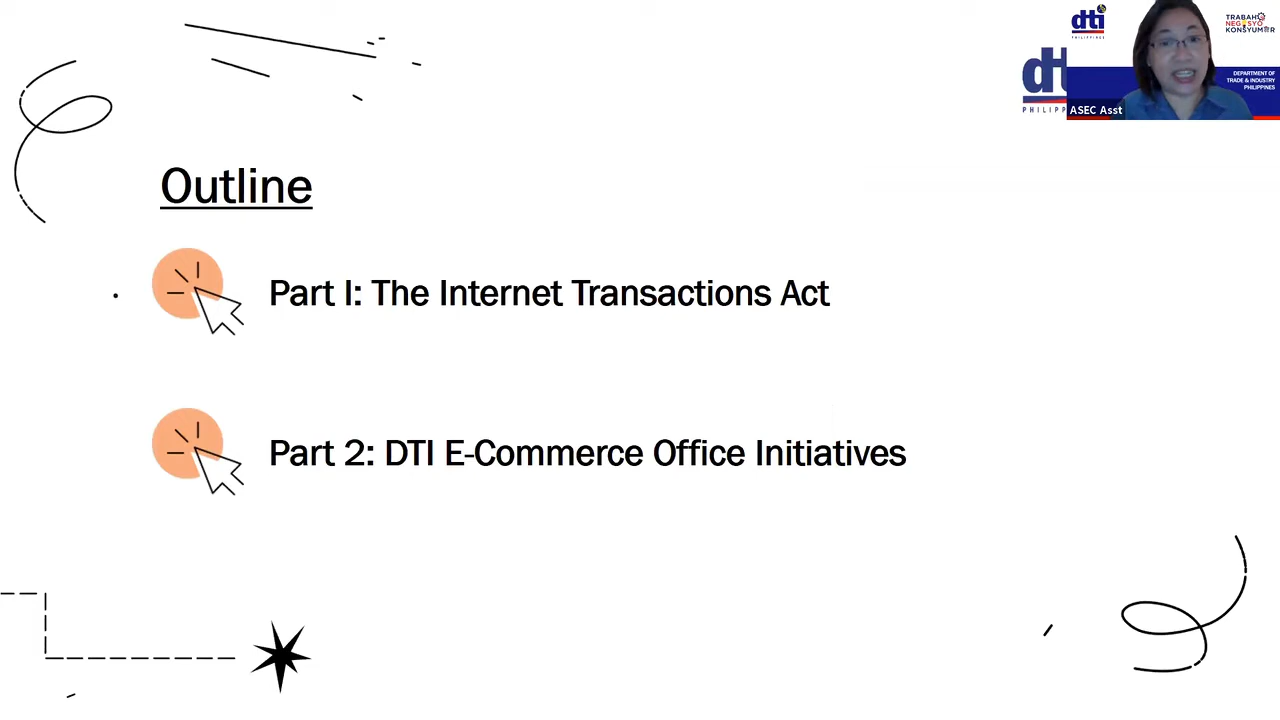 dti
PHILIPPINES
TRABAHO
NEGOSYO
KONSYUMER
DEPARTMENT OF
TRADE & INDUSTRY
PHILIPPINES
ASEC Asst
Outline
Part I: The Internet Transactions Act
Part 2: DTI E-Commerce Office Initiatives